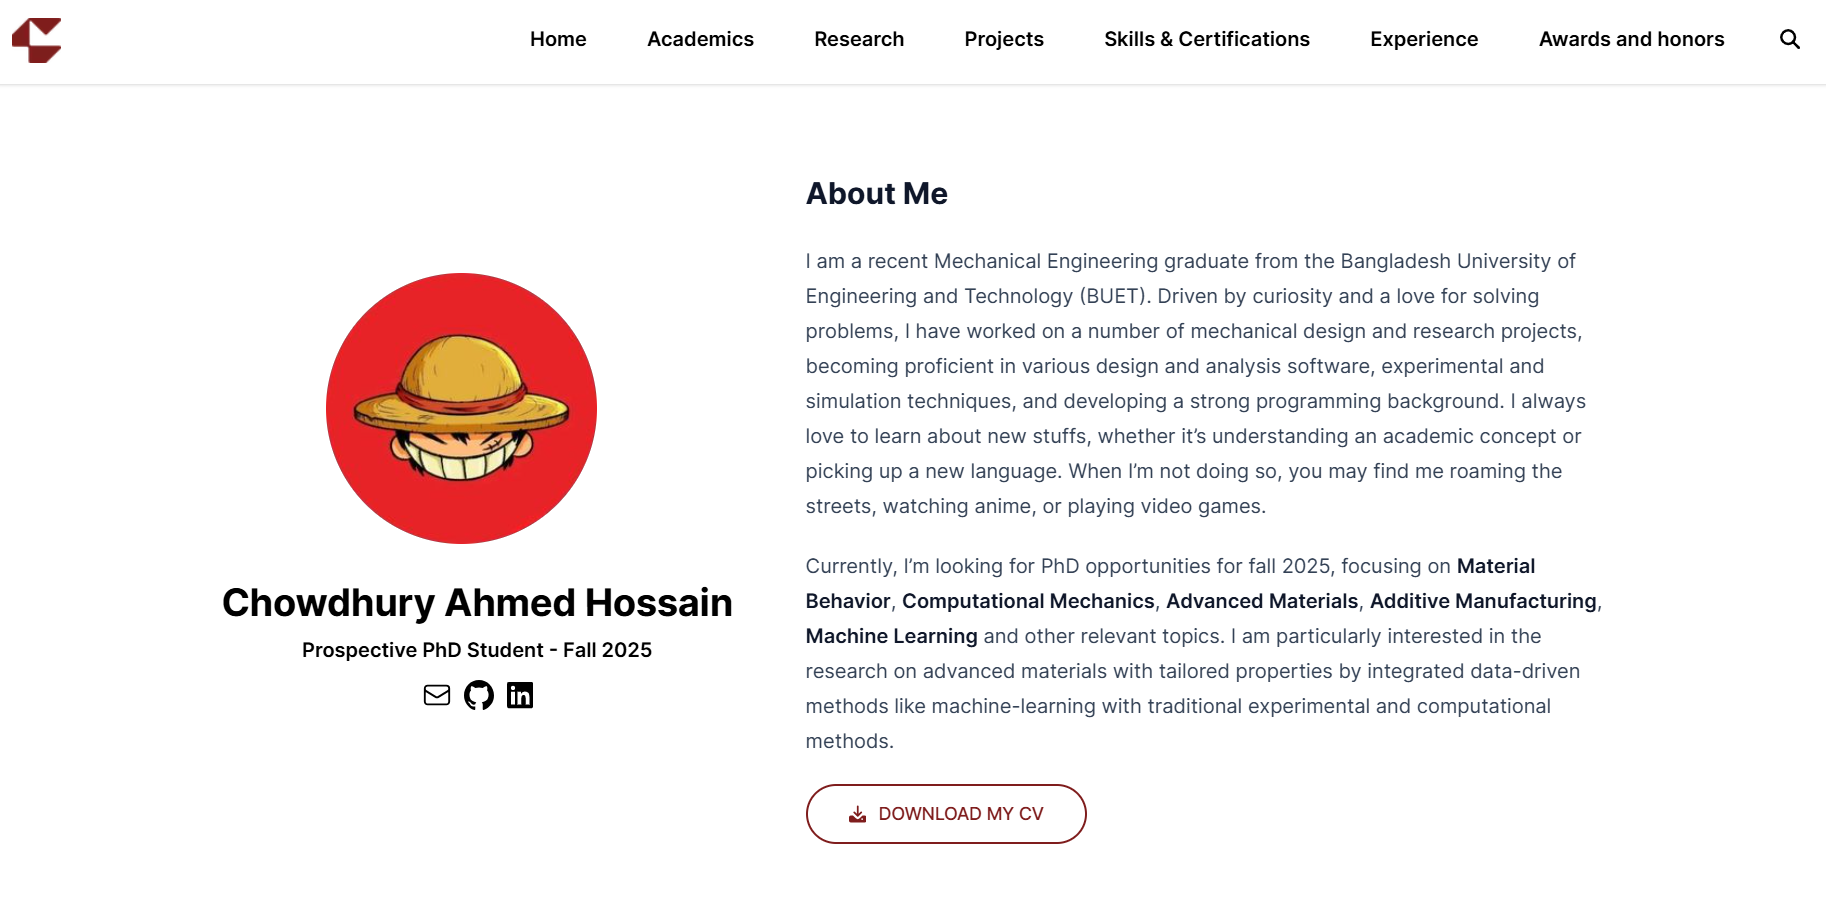 Home
Academics
Research
Projects
Skills & Certifications
Experience
Awards and honors
Chowdhury Ahmed Hossain
Prospective PhD Student - Fall 2025
in
About Me
I am a recent Mechanical Engineering graduate from the Bangladesh University of
Engineering and Technology (BUET). Driven by curiosity and a love for solving
problems, I have worked on a number of mechanical design and research projects,
becoming proficient in various design and analysis software, experimental and
simulation techniques, and developing a strong programming background. I always
love to learn about new stuffs, whether it’s understanding an academic concept or
picking up a new language. When I’m not doing so, you may find me roaming the
streets, watching anime, or playing video games.
Currently, I’m looking for PhD opportunities for fall 2025, focusing on Material
Behavior, Computational Mechanics, Advanced Materials, Additive Manufacturing,
Machine Learning and other relevant topics. I am particularly interested in the
research on advanced materials with tailored properties by integrated data-driven
methods like machine-learning with traditional experimental and computational
methods.
DOWNLOAD MY CV